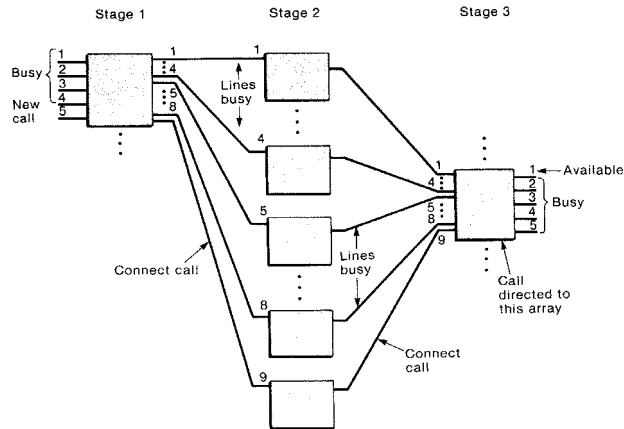 Stage 1
Stage 2
Stage 3
Busy
1
2
3
4
New
call
5
1
4
5
8
Lines
busy
1
4
5
8
9
Connect call
Lines
busy
Connect
call
1
4
5
8
9
1
2
3
4
5
Available
Busy
Call
directed to
this array